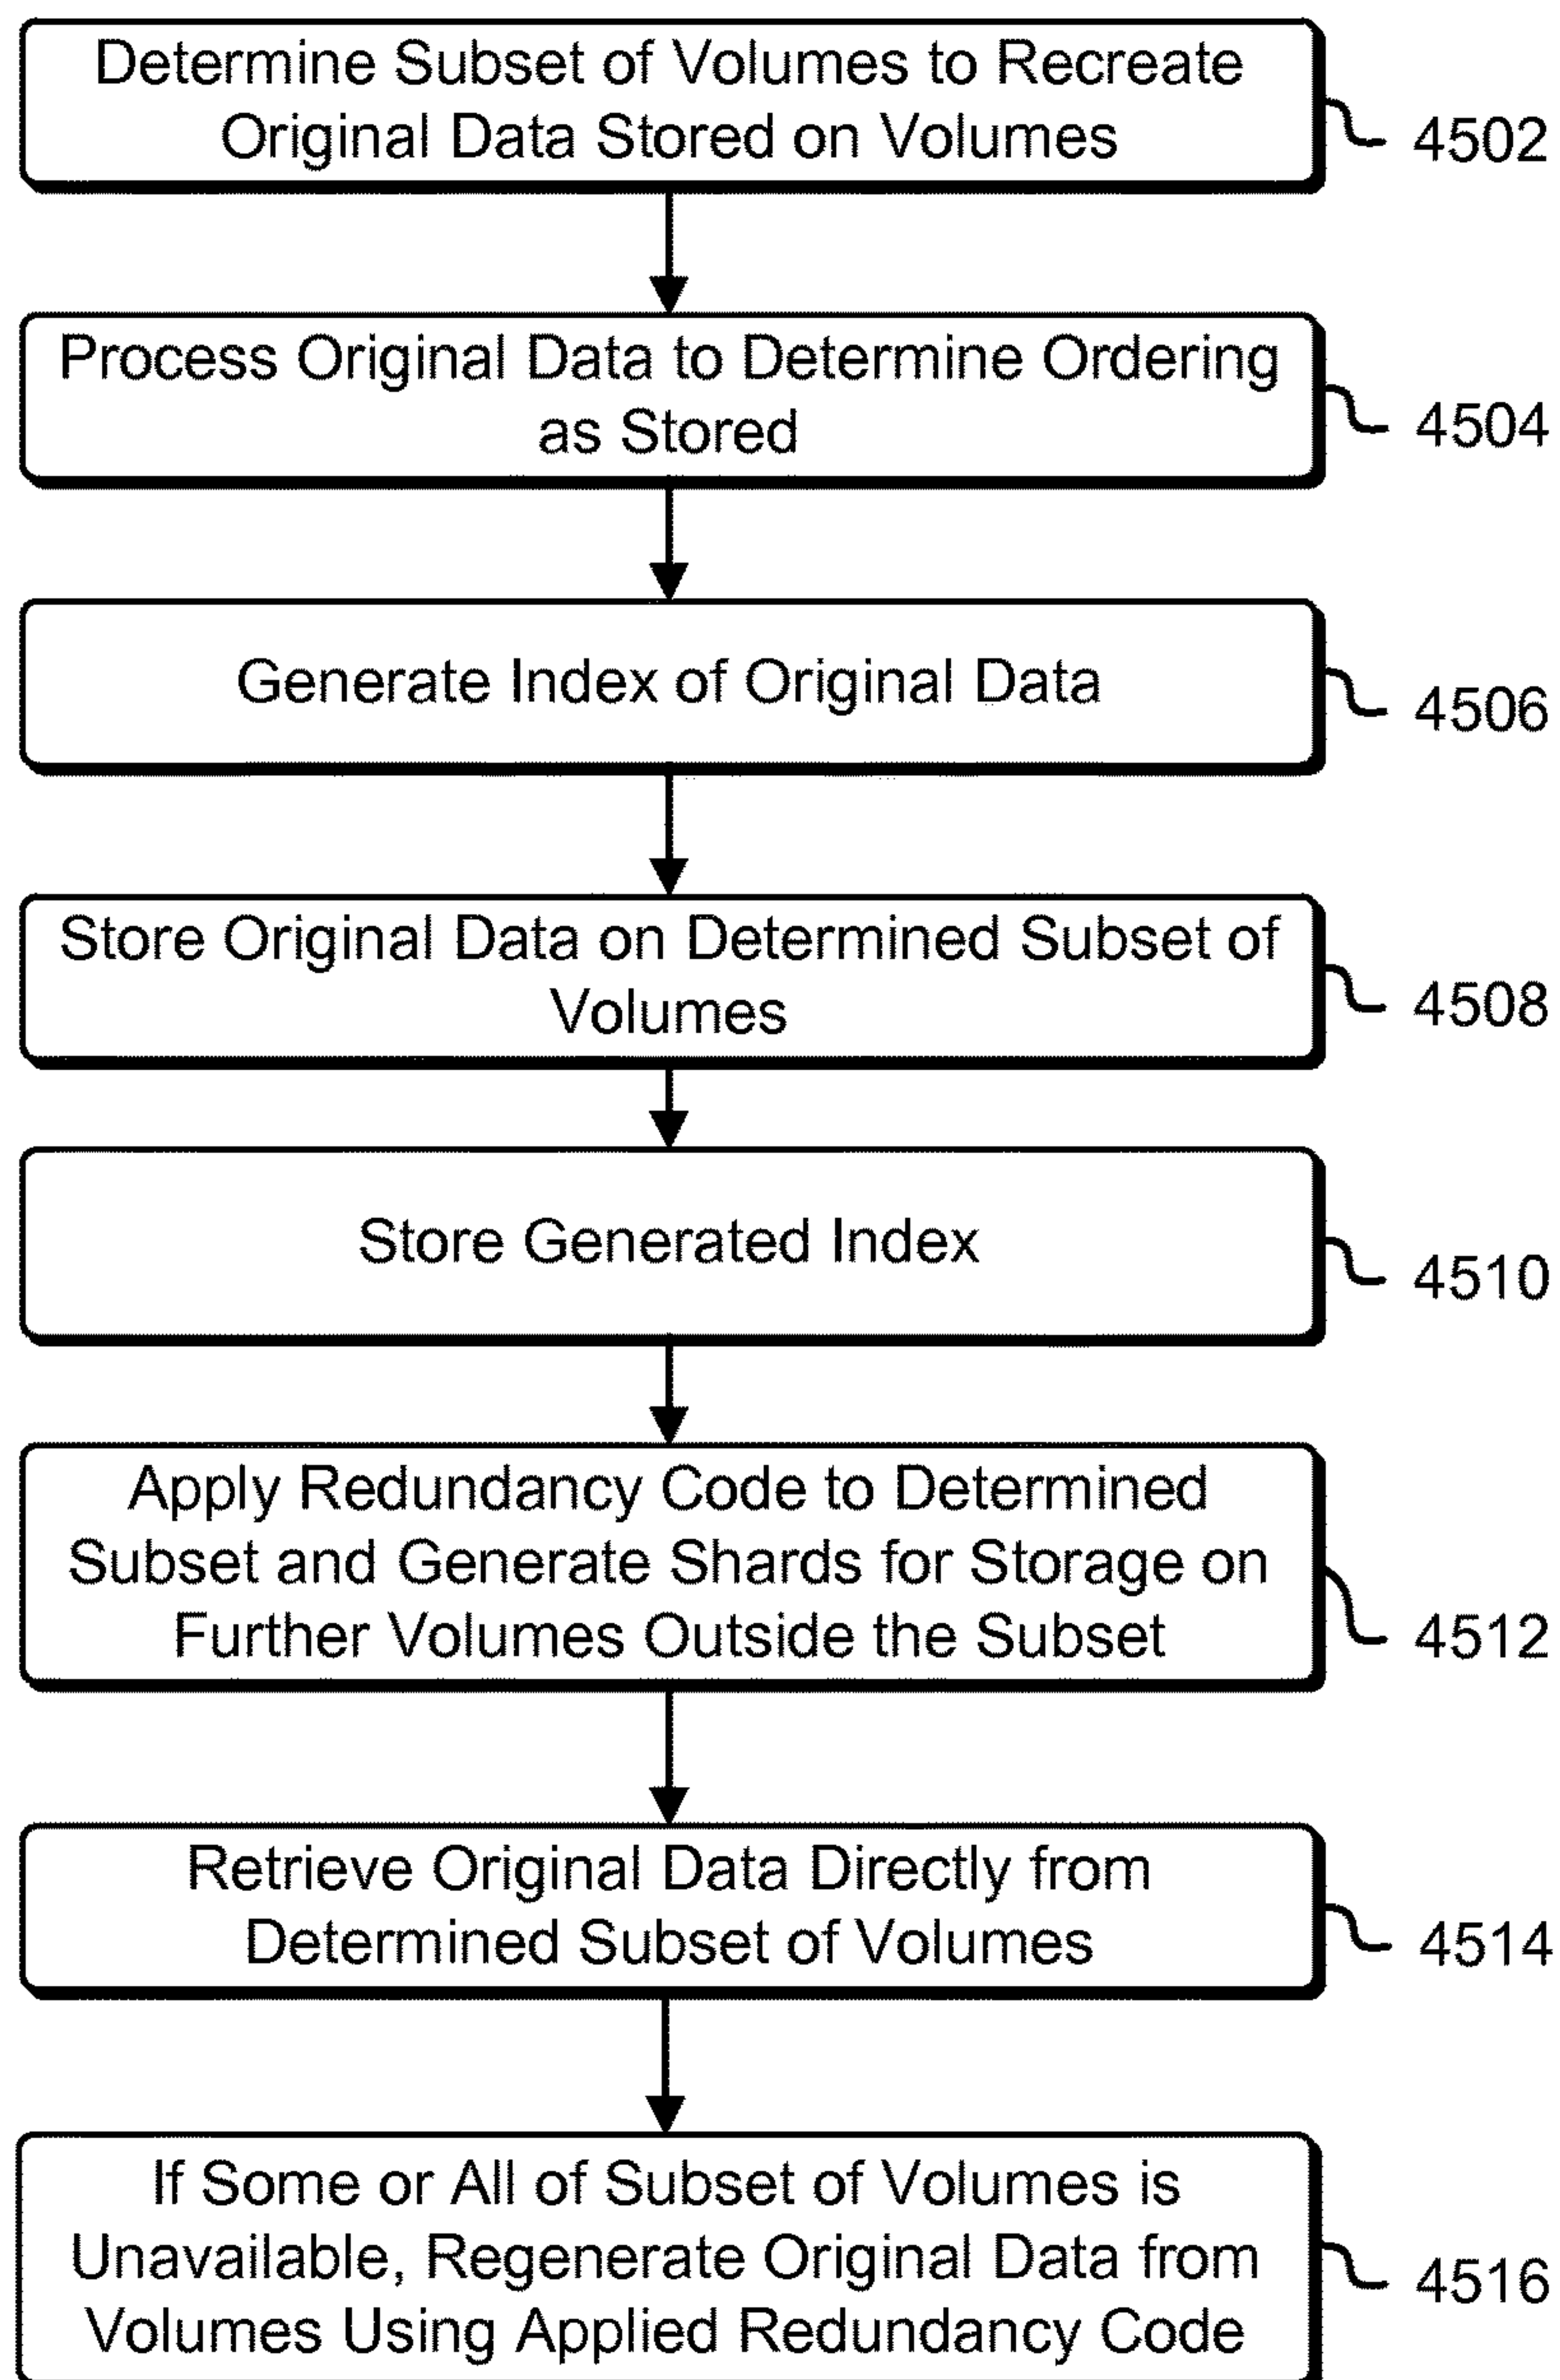 Determine Subset of Volumes to Recreate
Original Data Stored on Volumes
4502
Process Original Data to Determine Ordering
as Stored
4504
Generate Index of Original Data
4506
Store Original Data on Determined Subset of
Volumes
4508
Store Generated Index
4510
Apply Redundancy Code to Determined
Subset and Generate Shards for Storage on
Further Volumes Outside the Subset
4512
Retrieve Original Data Directly from
Determined Subset of Volumes
4514
If Some or All of Subset of Volumes is
Unavailable, Regenerate Original Data from
Volumes Using Applied Redundancy Code
4516